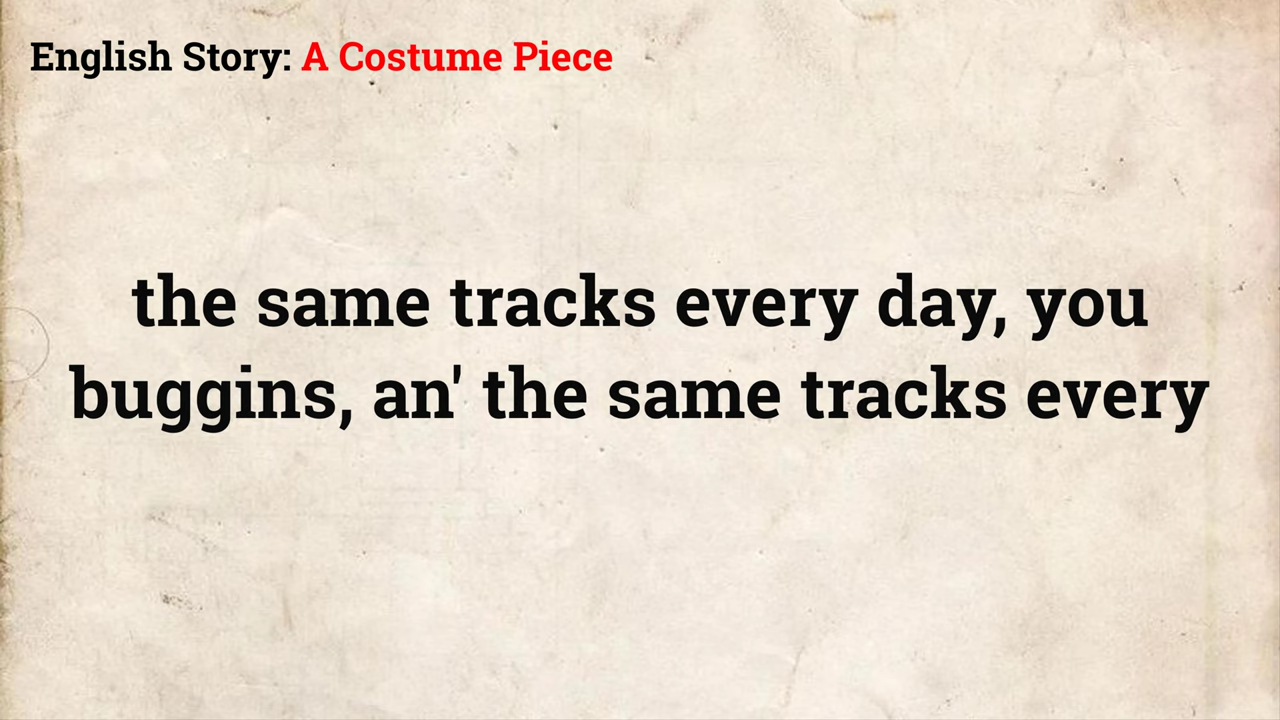 English Story: A Costume Piece
the same tracks every day, you
buggins, an' the same tracks every